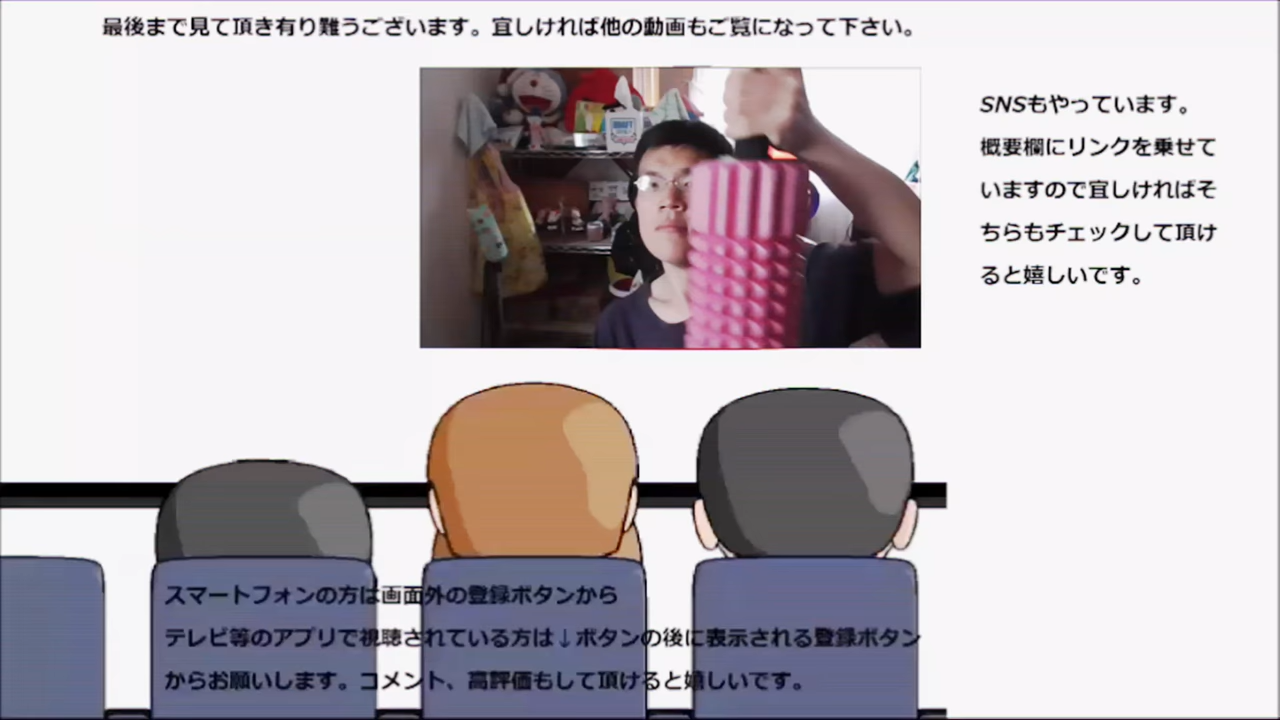 最後まで見て頂き有り難うございます。宜しければ他の動画もご覧になって下さい。
SNSもやっています。
概要欄にリンクを乗せて
いますので宜しければそ
ちらもチェックして頂け
ると嬉しいです。
スマートフォンの方は画面外の登録ボタンから
テレビ等のアプリで視聴されている方は↓ボタンの後に表示される登録ボタン
からお願いします。コメント、高評価もして頂けると嬉しいです。